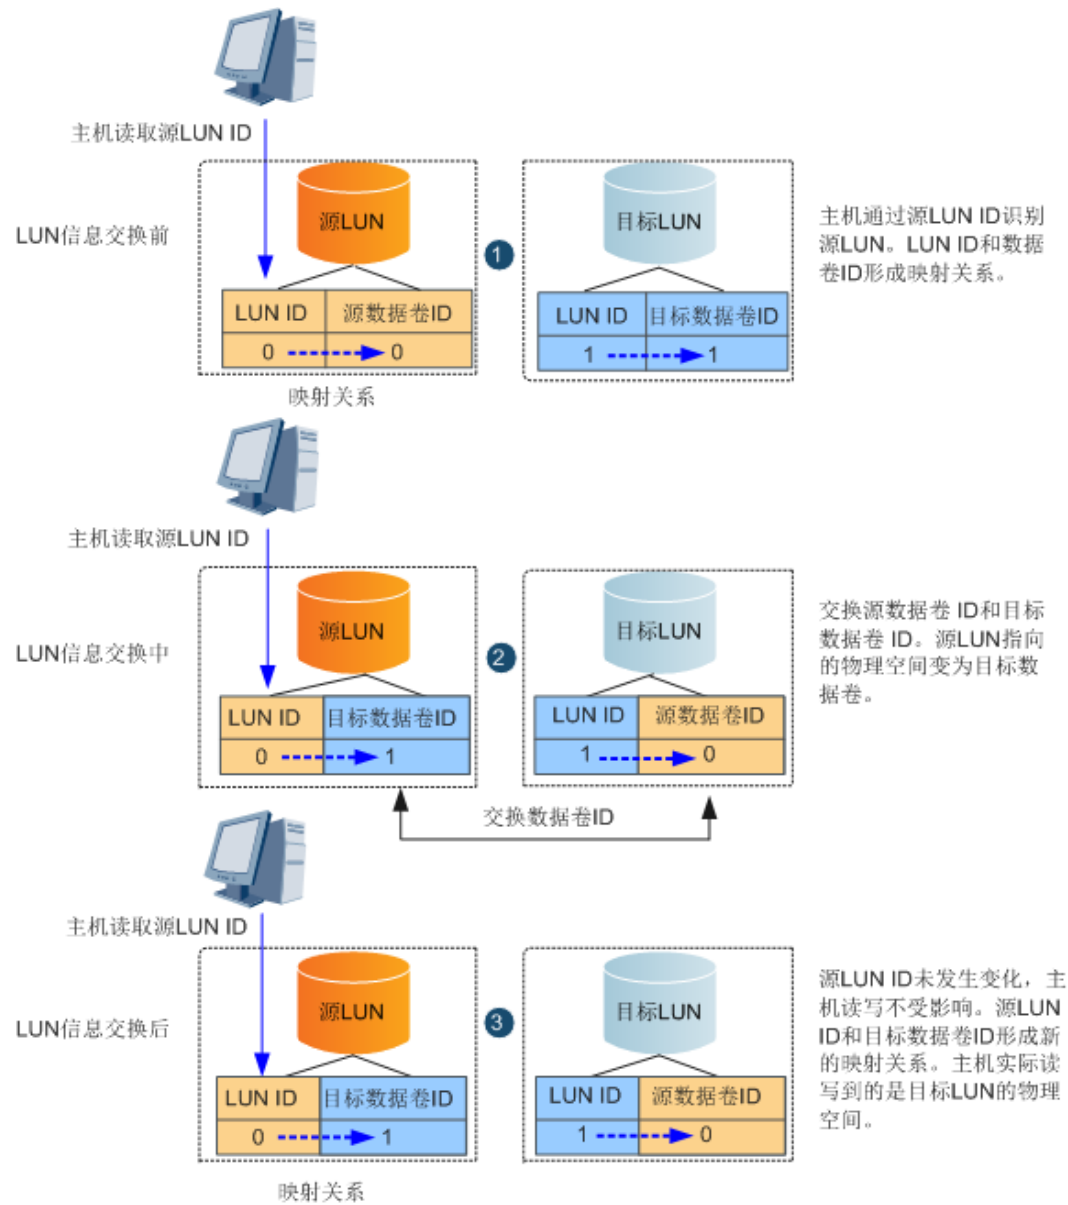 主机读取源LUN ID
LUN信息交换前
源LUN
LUN ID 源数据卷ID
0 0
映射关系
1
目标LUN
LUN ID 目标数据卷ID
1 1
主机通过源LUN ID识别
源LUN。LUN ID和数据
卷ID形成映射关系。
主机读取源LUN ID
LUN信息交换中
源LUN
LUN ID 目标数据卷ID
0 1
2
目标LUN
LUN ID 源数据卷ID
1 0
交换数据卷ID
交换源数据卷 ID和目标
数据卷 ID。源LUN指向
的物理空间变为目标数
据卷。
主机读取源LUN ID
LUN信息交换后
源LUN
LUN ID 目标数据卷ID
0 1
映射关系
3
目标LUN
LUN ID 源数据卷ID
1 0
源LUN ID未发生变化，主
机读写不受影响。源LUN
ID和目标数据卷ID形成新
的映射关系。主机实际读
写到的是目标LUN的物理
空间。